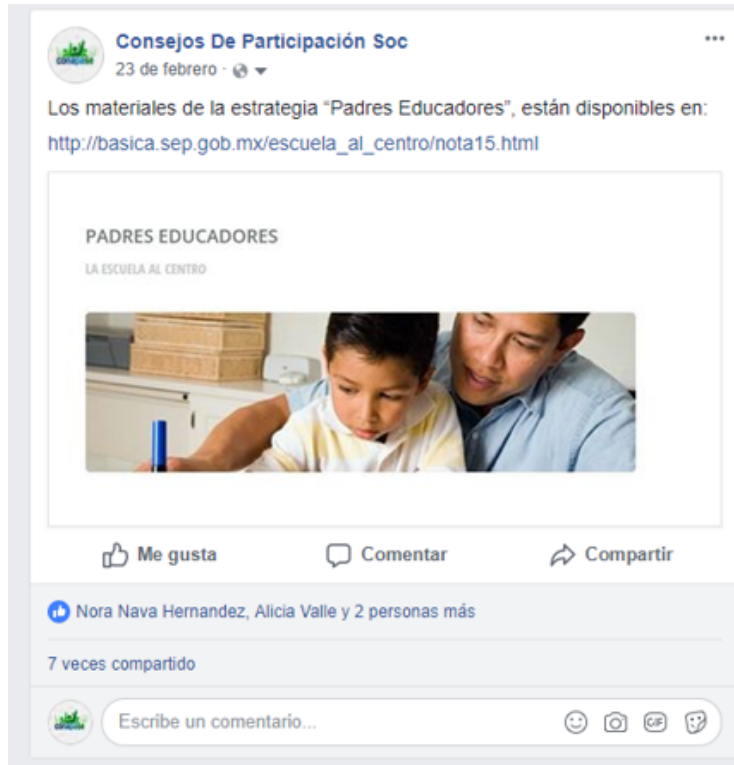 Consejos De Participación Soc
23 de febrero ·
Los materiales de la estrategia “Padres Educadores”, están disponibles en:
http://basica.sep.gob.mx/escuela_al_centro/nota15.html
PADRES EDUCADORES
LA ESCUELA AL CENTRO
Me gusta Comentar Compartir
Nora Nava Hernandez, Alicia Valle y 2 personas más
7 veces compartido
Escribe un comentario... GIF